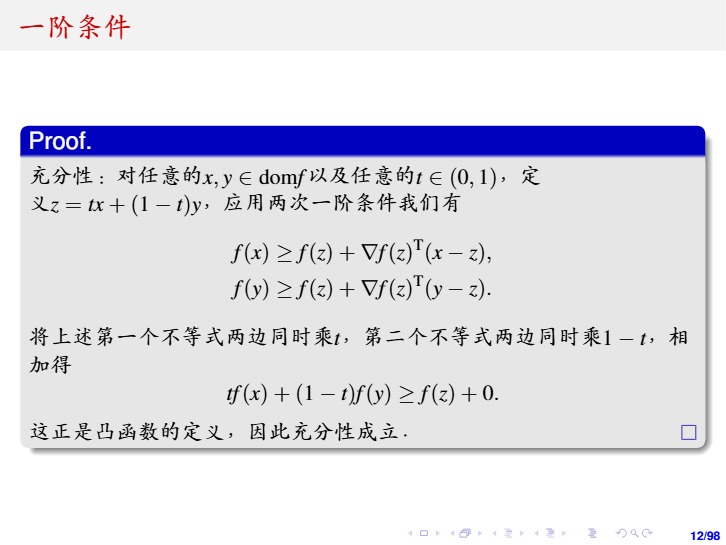 一阶条件
Proof.
充分性：对任意的x, y ∈ domf以及任意的t ∈ (0, 1)，定
义z = tx + (1 − t)y，应用两次一阶条件我们有
f(x) ≥ f(z) + ∇f(z)ᵀ(x − z),
f(y) ≥ f(z) + ∇f(z)ᵀ(y − z).
将上述第一个不等式两边同时乘t，第二个不等式两边同时乘1 − t，相
加得
tf(x) + (1 − t)f(y) ≥ f(z) + 0.
这正是凸函数的定义，因此充分性成立. □
12/98